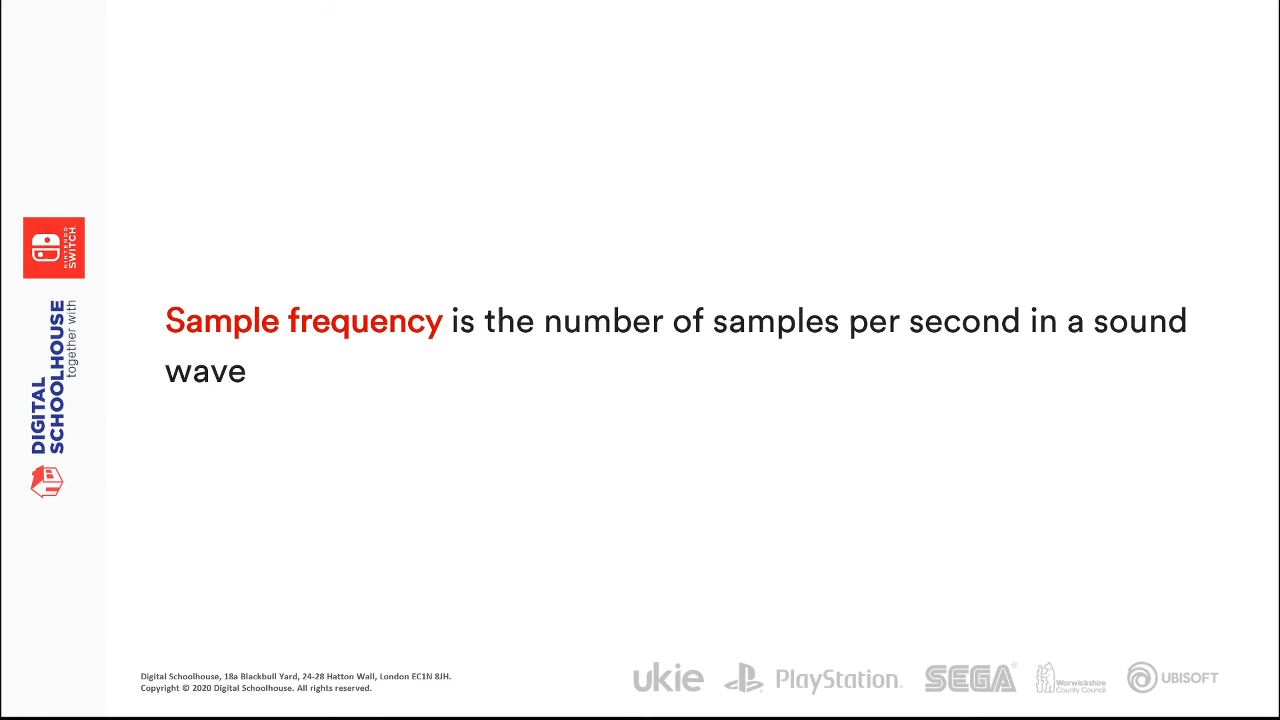 NINTENDO
SWITCH
DIGITAL
SCHOOLHOUSE
together with
Sample frequency is the number of samples per second in a sound
wave
Digital Schoolhouse, 18a Blackbull Yard, 24-28 Hatton Wall, London EC1N 8JH.
Copyright © 2020 Digital Schoolhouse. All rights reserved.
ukie
PlayStation
SEGA
Warwickshire
County Council
UBISOFT